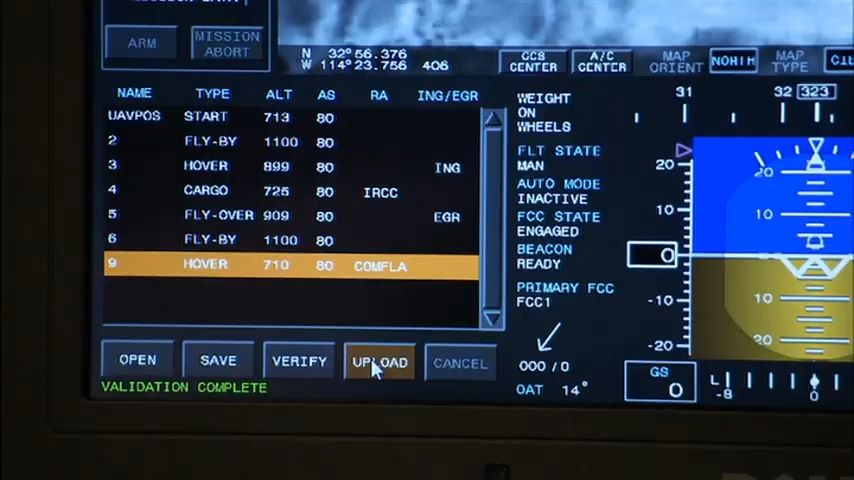 ARM
MISSION
ABORT
N 32°56.376
W 114°23.756 406
GCS
CENTER
A/C
CENTER
MAP
ORIENT
NORTH
MAP
TYPE
NAME TYPE ALT AS RA ING/EGR
UAVPOS START 713 80
2 FLY-BY 1100 80
3 HOVER 899 80 ING
4 CARGO 725 80 IRCC
5 FLY-OVER 909 80 EGR
6 FLY-BY 1100 80
9 HOVER 710 80 COMFLA
OPEN SAVE VERIFY UPLOAD CANCEL
VALIDATION COMPLETE
WEIGHT
ON
WHEELS
FLT STATE
MAN
AUTO MODE
INACTIVE
FCC STATE
ENGAGED
BEACON
READY
PRIMARY FCC
FCC1
000 / 0
OAT 14°
31 32 323
20
10
0
-10
-20
20
10
10
20
GS
0
L
-8 0